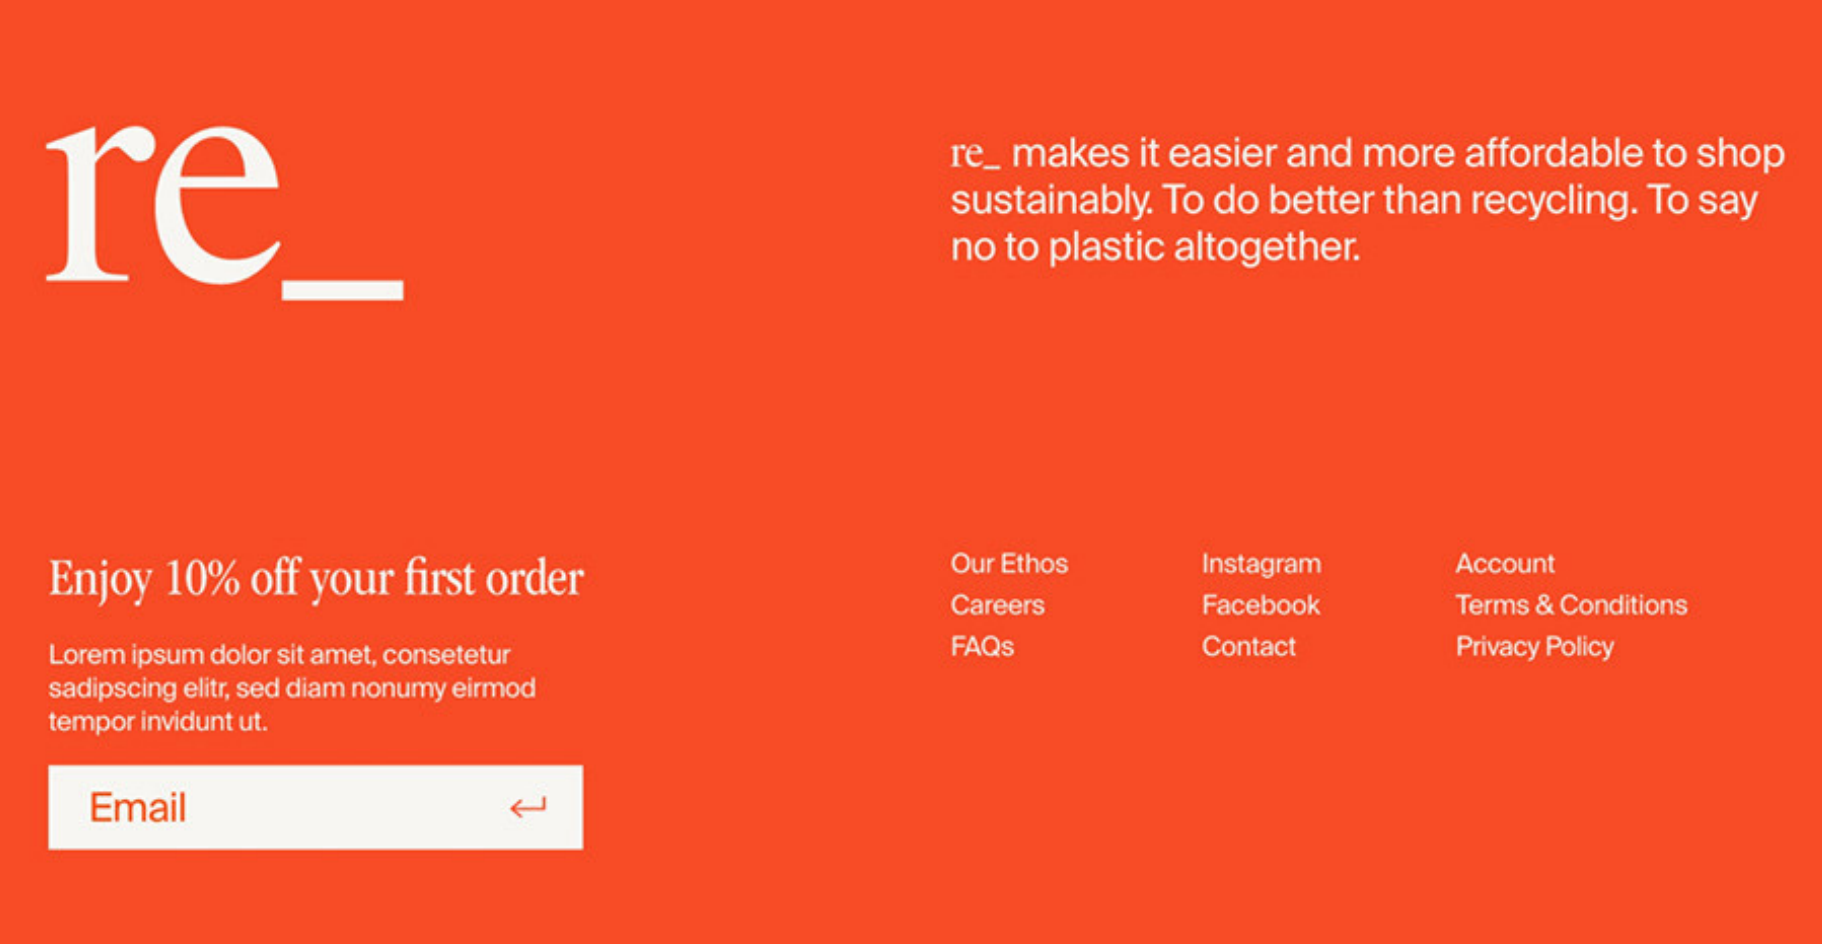 re_
re_ makes it easier and more affordable to shop
sustainably. To do better than recycling. To say
no to plastic altogether.
Enjoy 10% off your first order
Lorem ipsum dolor sit amet, consetetur
sadipscing elitr, sed diam nonumy eirmod
tempor invidunt ut.
Email
Our Ethos
Careers
FAQs
Instagram
Facebook
Contact
Account
Terms & Conditions
Privacy Policy